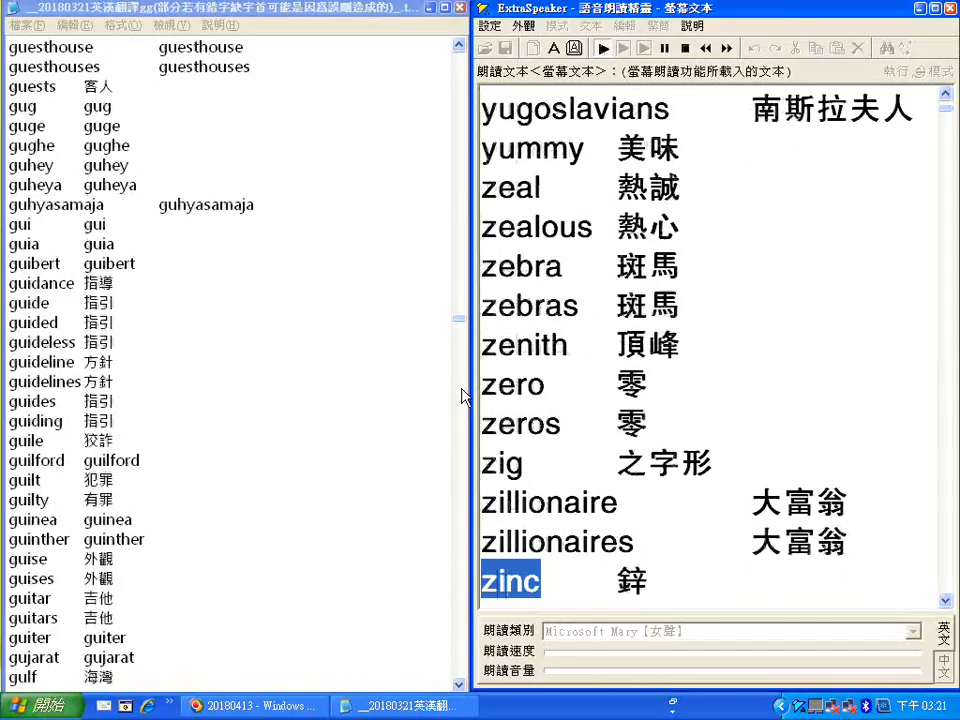 __20180321英漢翻譯gg(部分若有錯字缺字首可能是因為誤刪造成的)_.t...
檔案(F) 編輯(E) 格式(O) 檢視(V) 說明(H)
guesthouse guesthouse
guesthouses guesthouses
guests 客人
gug gug
guge guge
gughe gughe
guhey guhey
guheya guheya
guhyasamaja guhyasamaja
gui gui
guia guia
guibert guibert
guidance 指導
guide 指引
guided 指引
guideless 指引
guideline 方針
guidelines 方針
guides 指引
guiding 指引
guile 狡詐
guilford guilford
guilt 犯罪
guilty 有罪
guinea guinea
guinther guinther
guise 外觀
guises 外觀
guitar 吉他
guitars 吉他
guiter guiter
gujarat gujarat
gulf 海灣
ExtraSpeaker - 語音朗讀精靈 - 螢幕文本
設定 外觀 模式 文本 編輯 繁簡 說明
朗讀文本<螢幕文本>：(螢幕朗讀功能所載入的文本) 執行 模式
yugoslavians 南斯拉夫人
yummy 美味
zeal 熱誠
zealous 熱心
zebra 斑馬
zebras 斑馬
zenith 頂峰
zero 零
zeros 零
zig 之字形
zillionaire 大富翁
zillionaires 大富翁
zinc 鋅
朗讀類別 Microsoft Mary【女聲】
朗讀速度
朗讀音量
英文
中文
開始 20180413 - Windows ... __20180321英漢翻... 下午 03:21